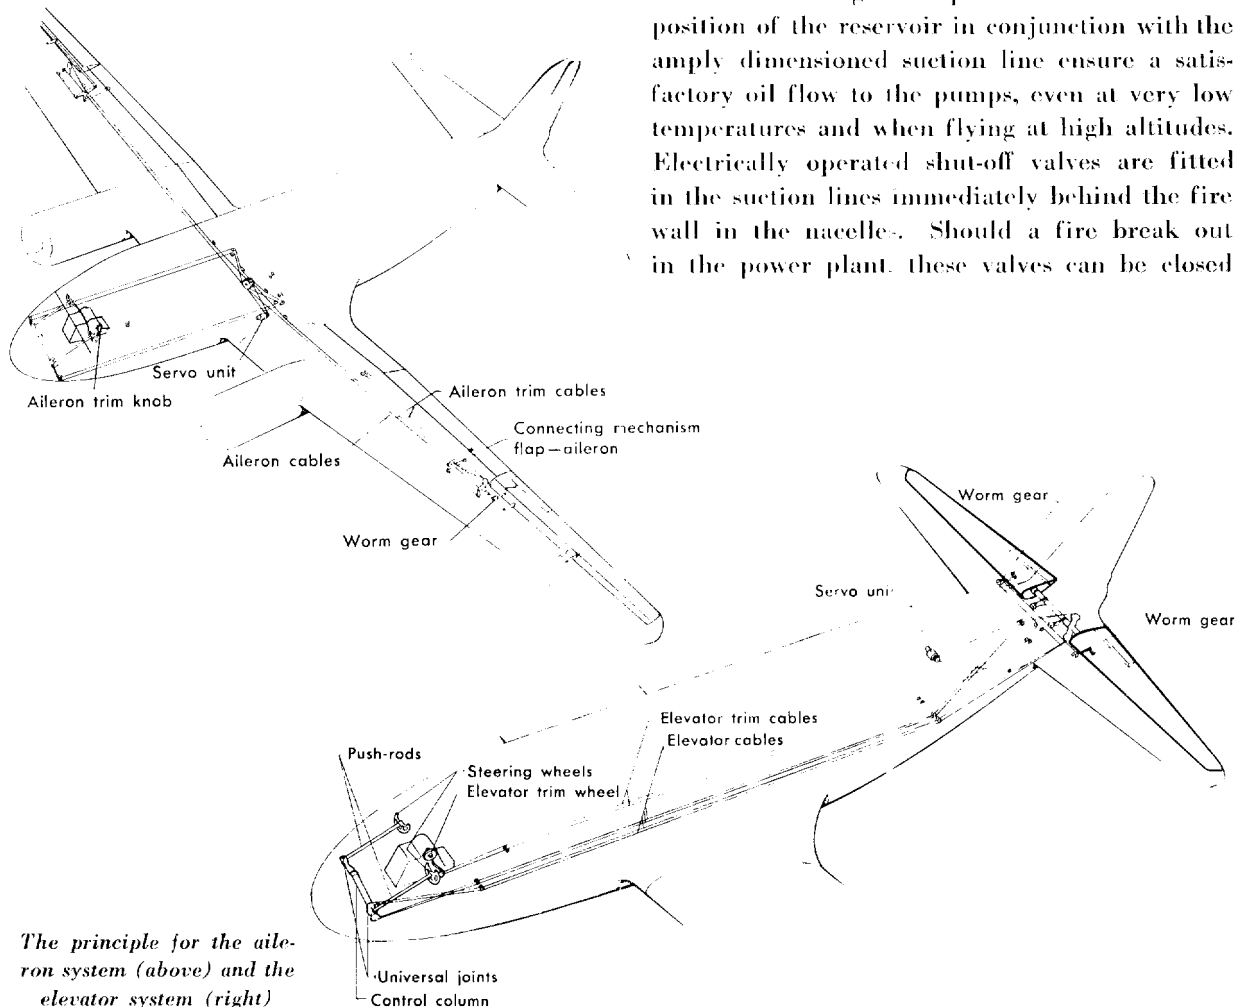 position of the reservoir in conjunction with the
amply dimensioned suction line ensure a satis-
factory oil flow to the pumps, even at very low
temperatures and when flying at high altitudes.
Electrically operated shut-off valves are fitted
in the suction lines immediately behind the fire
wall in the nacelles. Should a fire break out
in the power plant, these valves can be closed
Servo unit
Aileron trim knob
Aileron trim cables
Connecting mechanism
flap—aileron
Aileron cables
Worm gear
Worm gear
Servo unit
Worm gear
Elevator trim cables
Elevator cables
Push-rods
Steering wheels
Elevator trim wheel
Universal joints
Control column
The principle for the aile-
ron system (above) and the
elevator system (right)